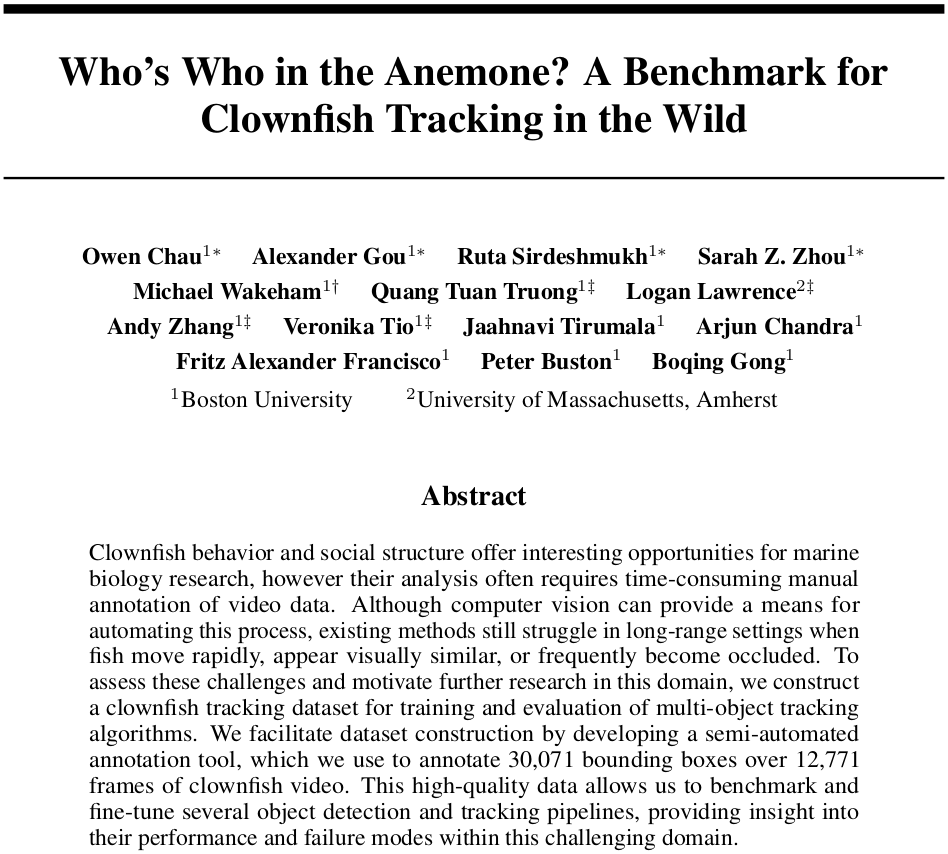 Who's Who in the Anemone? A Benchmark for
Clownfish Tracking in the Wild
Owen Chau¹* Alexander Gou¹* Ruta Sirdeshmukh¹* Sarah Z. Zhou¹*
Michael Wakeham¹† Quang Tuan Truong¹‡ Logan Lawrence²‡
Andy Zhang¹‡ Veronika Tio¹‡ Jaahnavi Tirumala¹ Arjun Chandra¹
Fritz Alexander Francisco¹ Peter Buston¹ Boqing Gong¹
¹Boston University ²University of Massachusetts, Amherst
Abstract
Clownfish behavior and social structure offer interesting opportunities for marine
biology research, however their analysis often requires time-consuming manual
annotation of video data. Although computer vision can provide a means for
automating this process, existing methods still struggle in long-range settings when
fish move rapidly, appear visually similar, or frequently become occluded. To
assess these challenges and motivate further research in this domain, we construct
a clownfish tracking dataset for training and evaluation of multi-object tracking
algorithms. We facilitate dataset construction by developing a semi-automated
annotation tool, which we use to annotate 30,071 bounding boxes over 12,771
frames of clownfish video. This high-quality data allows us to benchmark and
fine-tune several object detection and tracking pipelines, providing insight into
their performance and failure modes within this challenging domain.